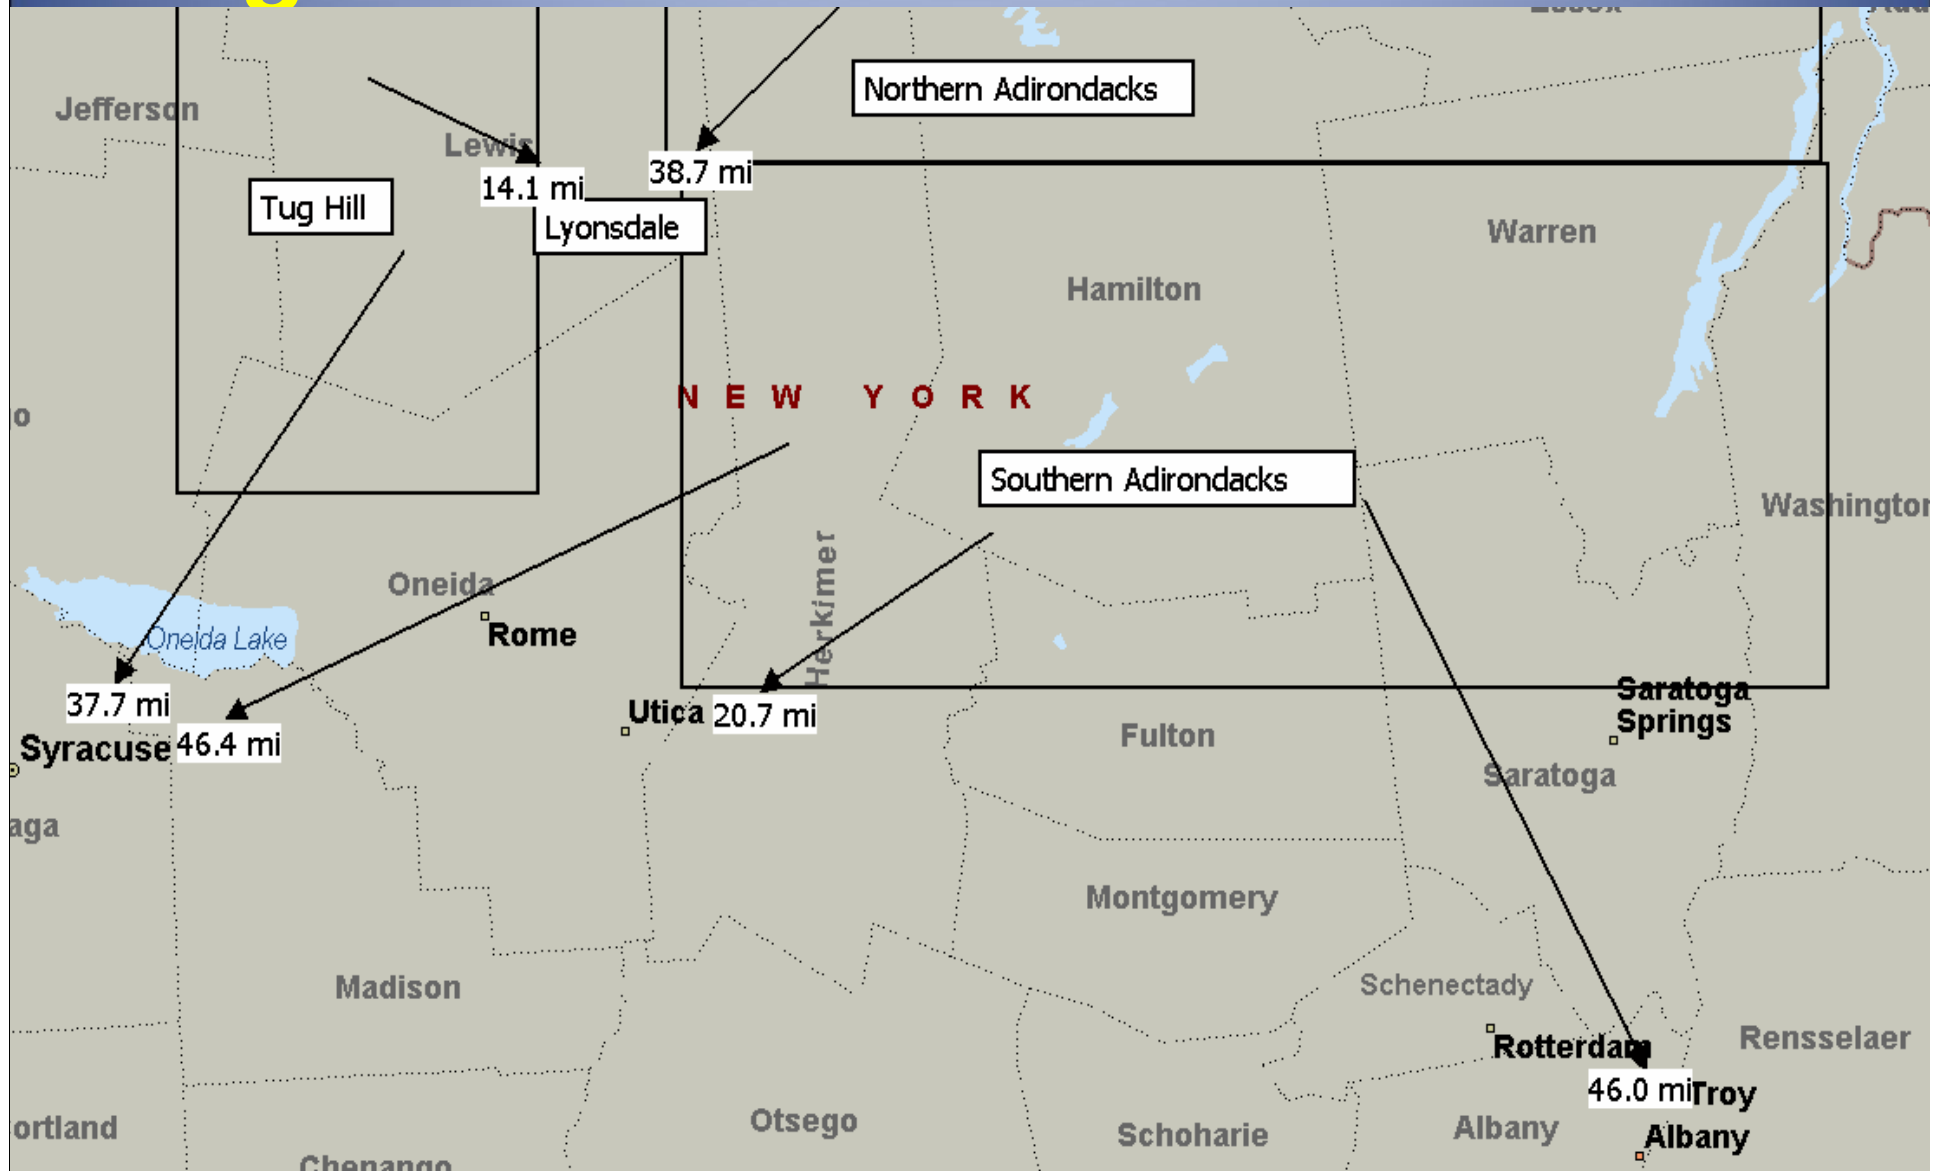 Essex
Jefferson
Northern Adirondacks
Lewis
38.7 mi
14.1 mi
Tug Hill
Lyonsdale
Warren
Hamilton
NEW YORK
Southern Adirondacks
Washington
Oneida
Herkimer
Rome
Oneida Lake
37.7 mi
Utica
20.7 mi
Saratoga
Springs
Syracuse
46.4 mi
Fulton
Saratoga
aga
Montgomery
Madison
Schenectady
Rotterdam
Rensselaer
46.0 mi
Troy
ortland
Otsego
Schoharie
Albany
Albany
Chenango